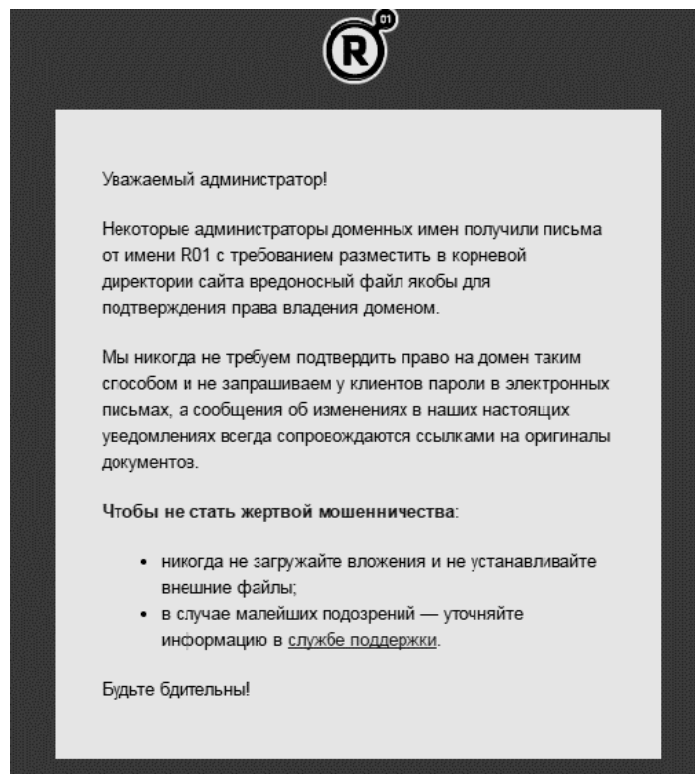 R
01
Уважаемый администратор!
Некоторые администраторы доменных имен получили письма
от имени R01 с требованием разместить в корневой
директории сайта вредоносный файл якобы для
подтверждения права владения доменом.
Мы никогда не требуем подтвердить право на домен таким
способом и не запрашиваем у клиентов пароли в электронных
письмах, а сообщения об изменениях в наших настоящих
уведомлениях всегда сопровождаются ссылками на оригиналы
документов.
Чтобы не стать жертвой мошенничества:
• никогда не загружайте вложения и не устанавливайте
внешние файлы;
• в случае малейших подозрений — уточняйте
информацию в службе поддержки.
Будьте бдительны!